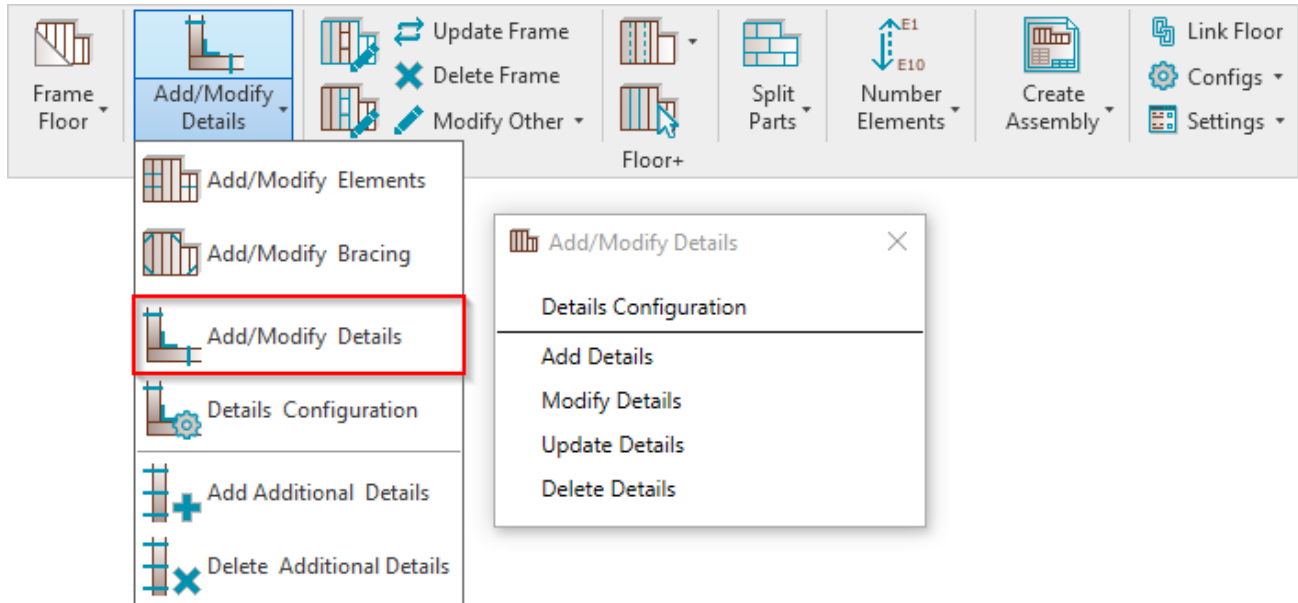 Frame
Floor
Add/Modify
Details
Update Frame
Delete Frame
Modify Other
Split
Parts
E1
E10
Number
Elements
Create
Assembly
Link Floor
Configs
Settings
Floor+
Add/Modify Elements
Add/Modify Bracing
Add/Modify Details
Details Configuration
Add Additional Details
Delete Additional Details
Add/Modify Details
Details Configuration
Add Details
Modify Details
Update Details
Delete Details